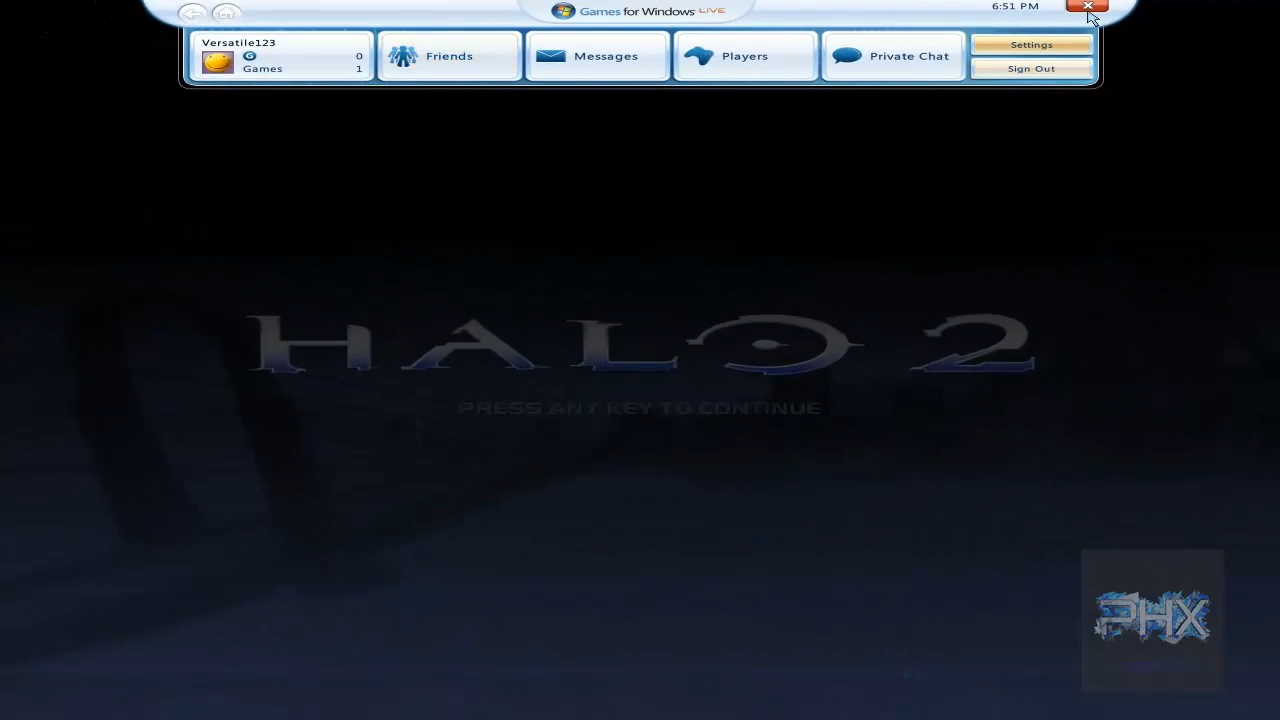 Games for Windows LIVE
6:51 PM
Versatile123
G 0
Games 1
Friends
Messages
Players
Private Chat
Settings
Sign Out
HALO 2
PRESS ANY KEY TO CONTINUE
PHX